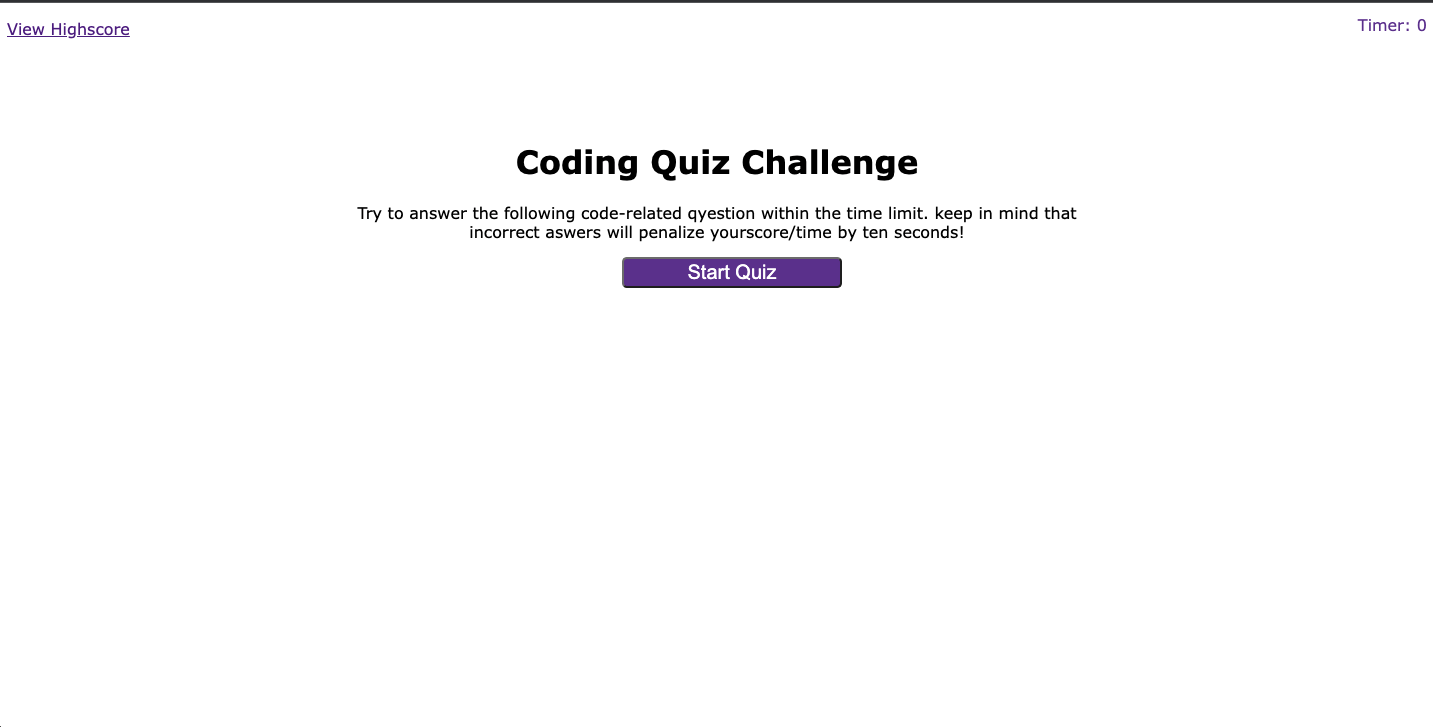 View Highscore
Timer: 0
Coding Quiz Challenge
Try to answer the following code-related qyestion within the time limit. keep in mind that
incorrect aswers will penalize yourscore/time by ten seconds!
Start Quiz